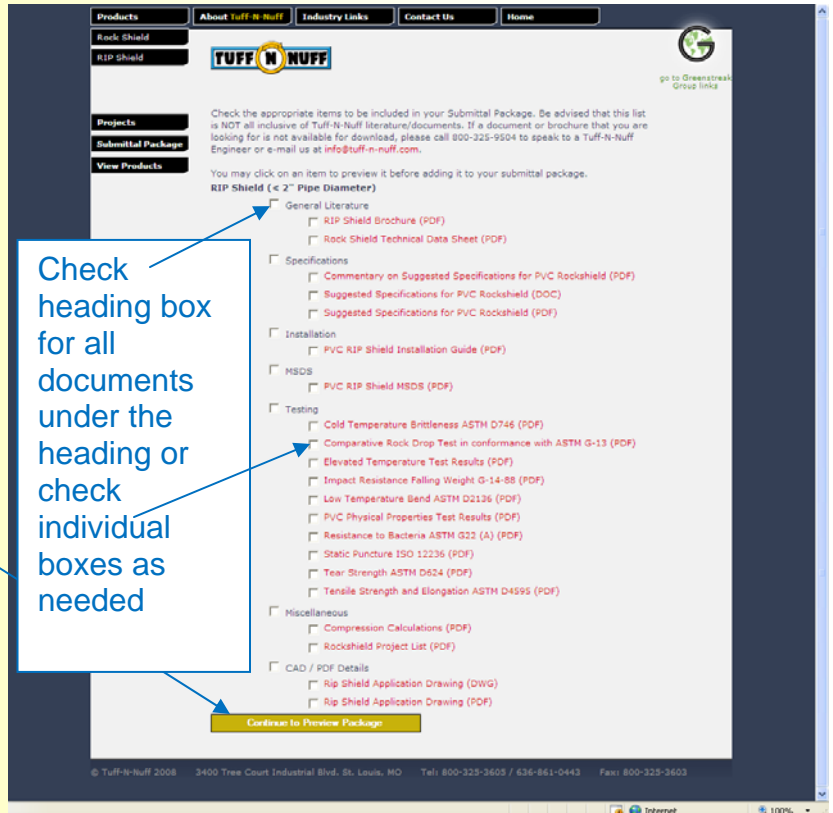 Products
About Tuff-N-Nuff
Industry Links
Contact Us
Home
Rock Shield
RIP Shield
TUFF N NUFF
G
go to Greenstreak
Group links
Projects
Submittal Package
View Products
Check the appropriate items to be included in your Submittal Package. Be advised that this list
is NOT all inclusive of Tuff-N-Nuff literature/documents. If a document or brochure that you are
looking for is not available for download, please call 800-325-9504 to speak to a Tuff-N-Nuff
Engineer or e-mail us at info@tuff-n-nuff.com.
You may click on an item to preview it before adding it to your submittal package.
RIP Shield (< 2" Pipe Diameter)
General Literature
RIP Shield Brochure (PDF)
Rock Shield Technical Data Sheet (PDF)
Specifications
Commentary on Suggested Specifications for PVC Rockshield (PDF)
Suggested Specifications for PVC Rockshield (DOC)
Suggested Specifications for PVC Rockshield (PDF)
Installation
PVC RIP Shield Installation Guide (PDF)
MSDS
PVC RIP Shield MSDS (PDF)
Testing
Cold Temperature Brittleness ASTM D746 (PDF)
Comparative Rock Drop Test in conformance with ASTM G-13 (PDF)
Elevated Temperature Test Results (PDF)
Impact Resistance Falling Weight G-14-88 (PDF)
Low Temperature Bend ASTM D2136 (PDF)
PVC Physical Properties Test Results (PDF)
Resistance to Bacteria ASTM G22 (A) (PDF)
Static Puncture ISO 12236 (PDF)
Tear Strength ASTM D624 (PDF)
Tensile Strength and Elongation ASTM D4595 (PDF)
Miscellaneous
Compression Calculations (PDF)
Rockshield Project List (PDF)
CAD / PDF Details
Rip Shield Application Drawing (DWG)
Rip Shield Application Drawing (PDF)
Continue to Preview Package
Check
heading box
for all
documents
under the
heading or
check
individual
boxes as
needed
© Tuff-N-Nuff 2008 3400 Tree Court Industrial Blvd. St. Louis, MO Tel: 800-325-3605 / 636-861-0443 Fax: 800-325-3603
Internet
100%